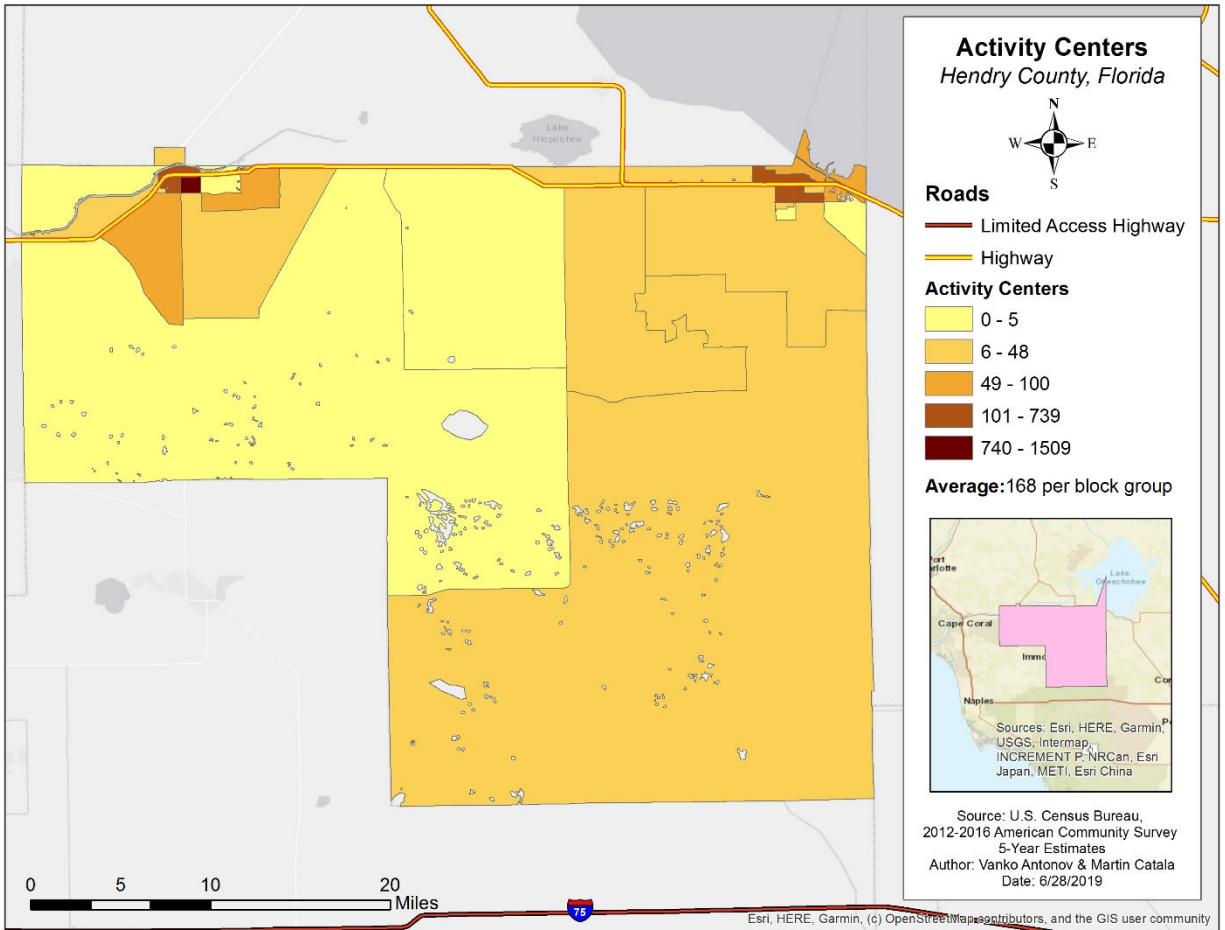 Activity Centers
Hendry County, Florida
N
W
E
S
Roads
Limited Access Highway
Highway
Activity Centers
0 - 5
6 - 48
49 - 100
101 - 739
740 - 1509
Average:168 per block group
Port
Charlotte
Lake
Okeechobee
Cape Coral
Immo
Naples
Cor
Sources: Esri, HERE, Garmin,
USGS, Intermap,
INCREMENT P, NRCan, Esri
Japan, METI, Esri China
Source: U.S. Census Bureau,
2012-2016 American Community Survey
5-Year Estimates
Author: Vanko Antonov & Martin Catala
Date: 6/28/2019
Lake
Hicpochee
0 5 10 20
Miles
75
Esri, HERE, Garmin, (c) OpenStreetMap contributors, and the GIS user community